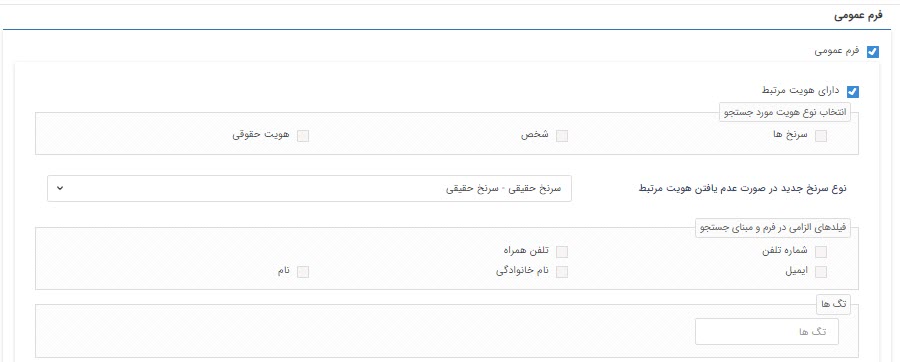 فرم عمومی
فرم عمومی
دارای هویت مرتبط
انتخاب نوع هویت مورد جستجو
سرنخ ها شخص هویت حقوقی
نوع سرنخ جدید در صورت عدم یافتن هویت مرتبط سرنخ حقیقی - سرنخ حقیقی
فیلدهای الزامی در فرم و مبنای جستجو
شماره تلفن تلفن همراه
ایمیل نام خانوادگی نام
تگ ها
تگ ها